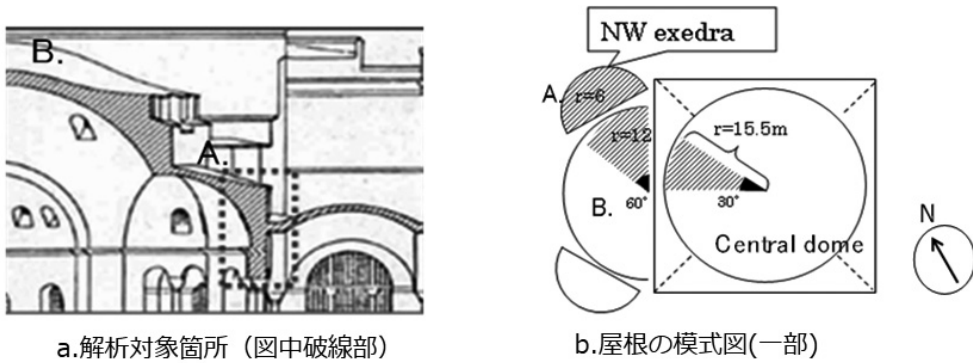 B.
A.
a.解析対象箇所（図中破線部）
NW exedra
A.
r=6
r=12
r=15.5m
B.
60°
30°
Central dome
N
b.屋根の模式図(一部)